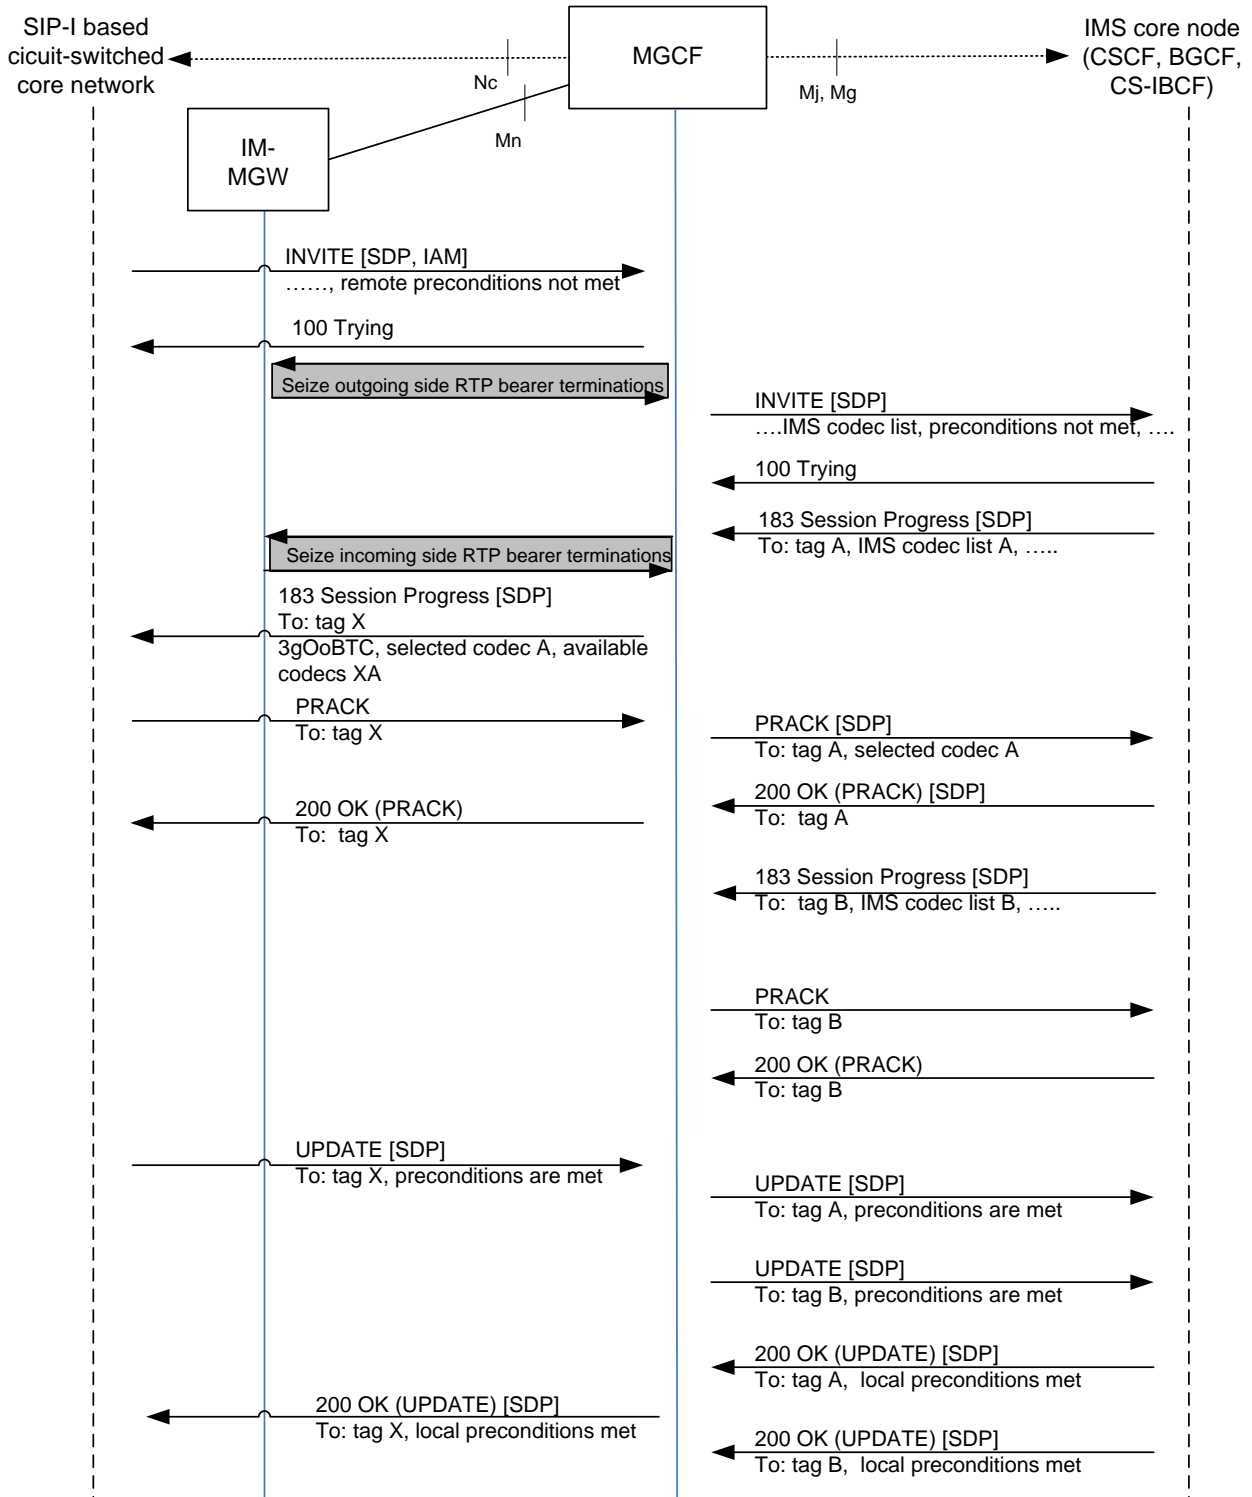 SIP-I based
cicuit-switched
core network
MGCF
IMS core node
(CSCF, BGCF,
CS-IBCF)
Nc
Mj, Mg
Mn
IM-
MGW
INVITE [SDP, IAM]
……, remote preconditions not met
100 Trying
Seize outgoing side RTP bearer terminations
INVITE [SDP]
….IMS codec list, preconditions not met, ….
100 Trying
183 Session Progress [SDP]
To: tag A, IMS codec list A, …..
Seize incoming side RTP bearer terminations
183 Session Progress [SDP]
To: tag X
3gOoBTC, selected codec A, available
codecs XA
PRACK
To: tag X
PRACK [SDP]
To: tag A, selected codec A
200 OK (PRACK) [SDP]
To:  tag A
200 OK (PRACK)
To:  tag X
183 Session Progress [SDP]
To:  tag B, IMS codec list B, …..
PRACK
To: tag B
200 OK (PRACK)
To: tag B
UPDATE [SDP]
To: tag X, preconditions are met
UPDATE [SDP]
To: tag A, preconditions are met
UPDATE [SDP]
To: tag B, preconditions are met
200 OK (UPDATE) [SDP]
To: tag A,  local preconditions met
200 OK (UPDATE) [SDP]
To: tag X, local preconditions met
200 OK (UPDATE) [SDP]
To: tag B,  local preconditions met